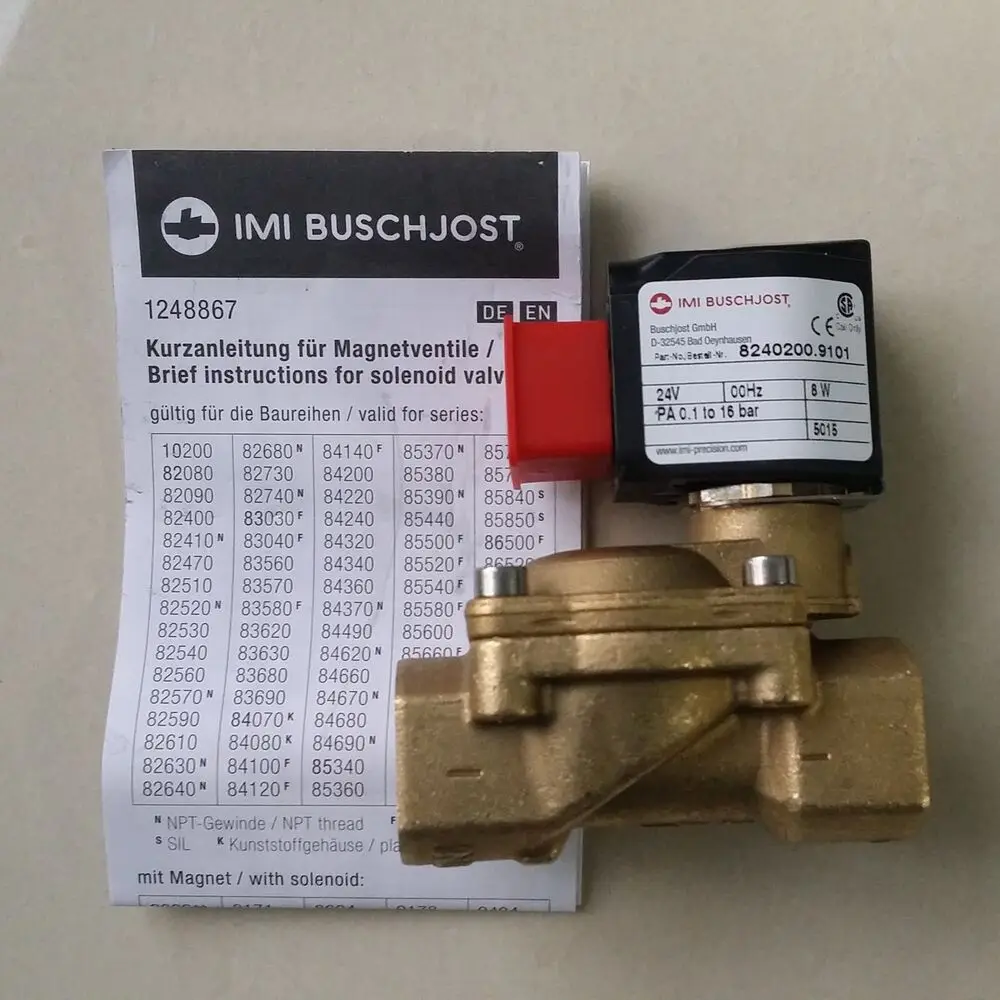 IMI BUSCHJOST®
1248867
DE EN
Kurzanleitung für Magnetventile /
Brief instructions for solenoid valv
gültig für die Baureihen / valid for series:
10200 82680 N 84140 F 85370 N
82080 82730 84200 85380
82090 82740 N 84220 85390 N 85840 S
82400 83030 F 84240 85440 85850 S
82410 N 83040 F 84320 85500 F 86500 F
82470 83560 84340 85520 F
82510 83570 84360 85540 F
82520 N 83580 F 84370 N 85580 F
82530 83620 84490 85600
82540 83630 84620 N 85660 F
82560 83680 84660
82570 N 83690 84670 N
82590 84070 K 84680
82610 84080 K 84690 N
82630 N 84100 F 85340
82640 N 84120 F 85360
N NPT-Gewinde / NPT thread F
S SIL K Kunststoffgehäuse / pla
mit Magnet / with solenoid:
IMI BUSCHJOST
Buschjost GmbH
D-32545 Bad Oeynhausen
CE
Coil Only
Part-No./Bestell-Nr. 8240200.9101
24V 00Hz 8 W
PA 0.1 to 16 bar
5015
www.imi-precision.com